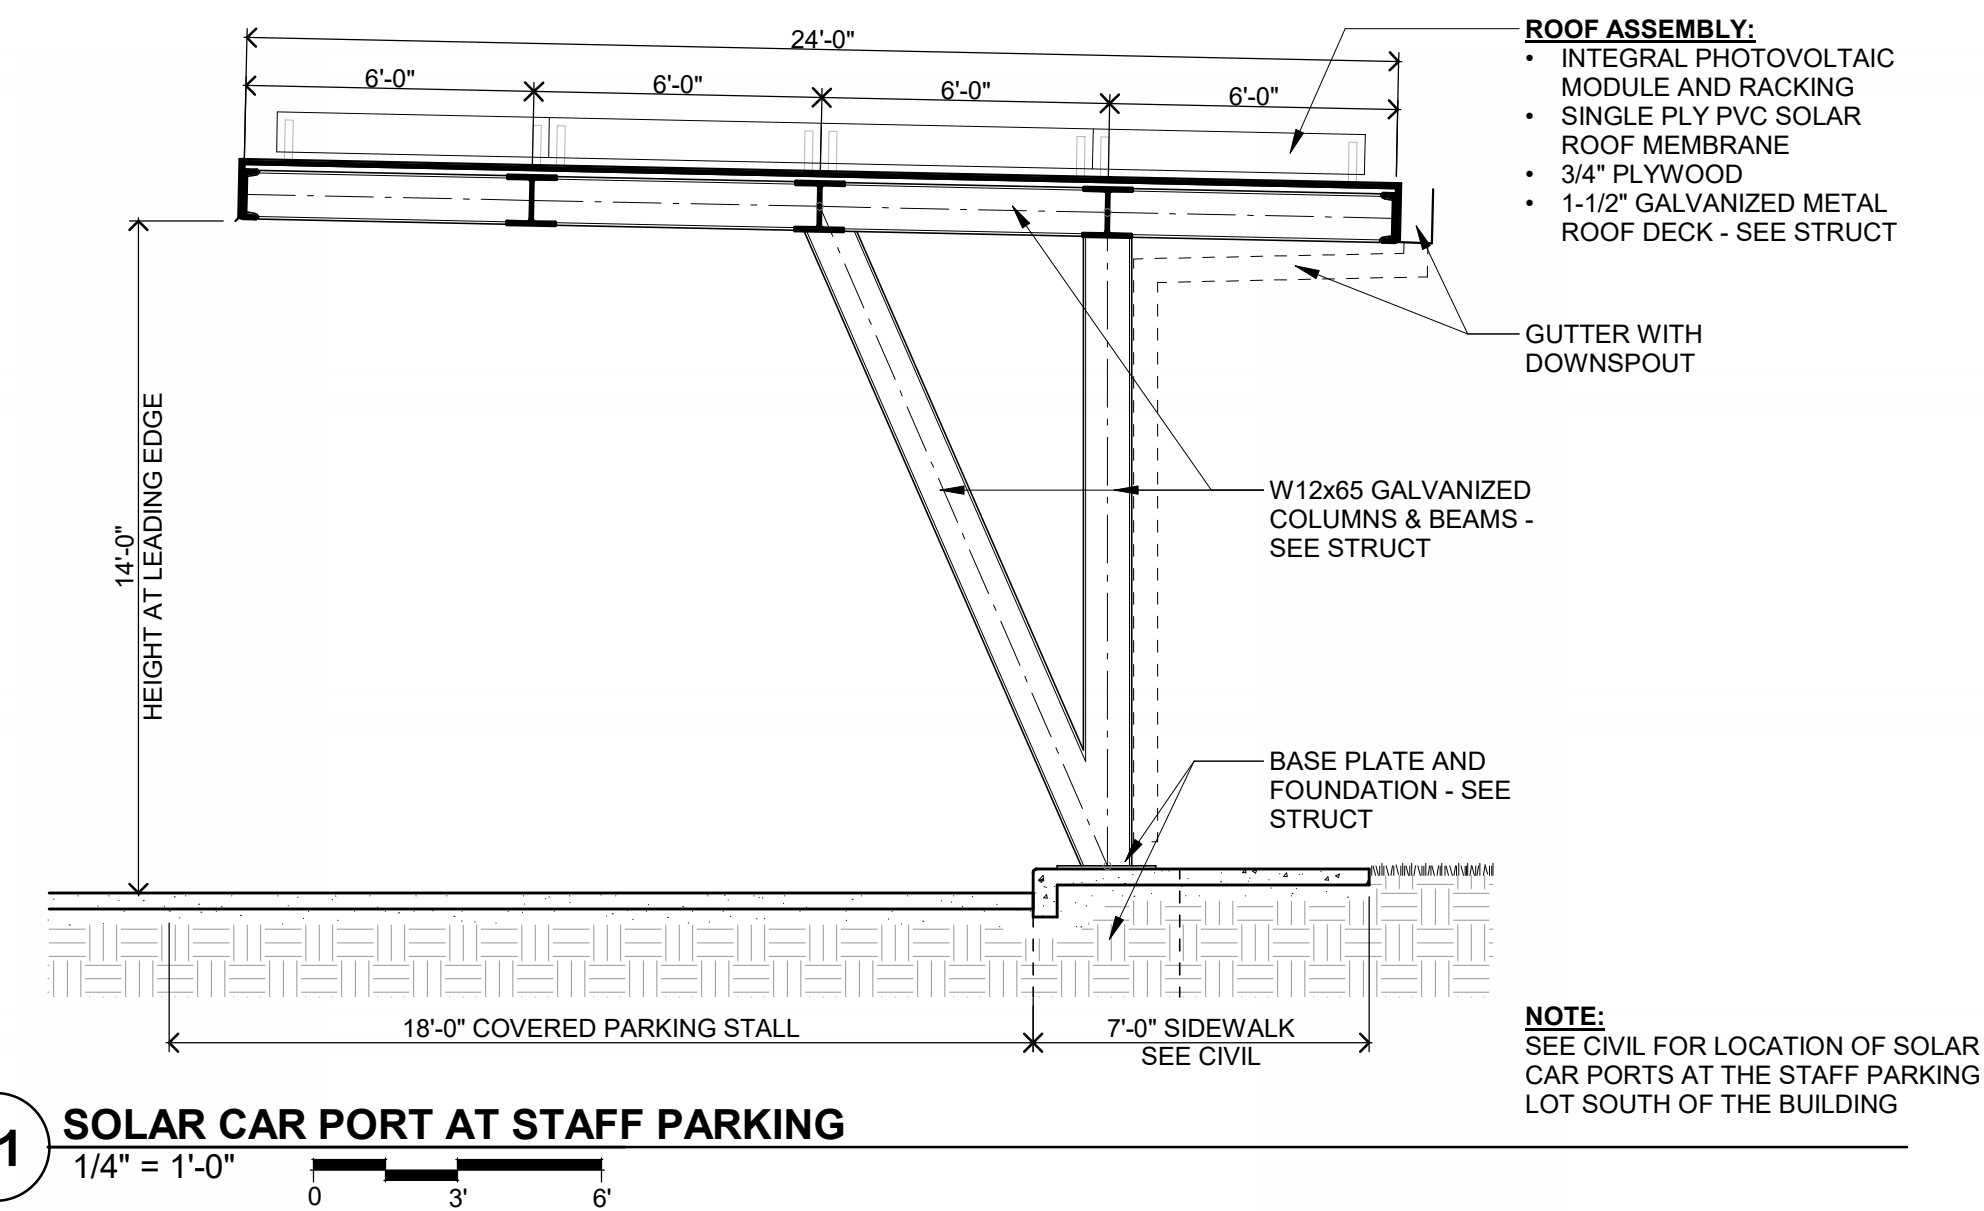 24'-0"
6'-0"
6'-0"
6'-0"
6'-0"
ROOF ASSEMBLY:
• INTEGRAL PHOTOVOLTAIC
MODULE AND RACKING
• SINGLE PLY PVC SOLAR
ROOF MEMBRANE
• 3/4" PLYWOOD
• 1-1/2" GALVANIZED METAL
ROOF DECK - SEE STRUCT
GUTTER WITH
DOWNSPOUT
14'-0"
HEIGHT AT LEADING EDGE
W12x65 GALVANIZED
COLUMNS & BEAMS -
SEE STRUCT
BASE PLATE AND
FOUNDATION - SEE
STRUCT
18'-0" COVERED PARKING STALL
7'-0" SIDEWALK
SEE CIVIL
NOTE:
SEE CIVIL FOR LOCATION OF SOLAR
CAR PORTS AT THE STAFF PARKING
LOT SOUTH OF THE BUILDING
1
SOLAR CAR PORT AT STAFF PARKING
1/4" = 1'-0"
0
3'
6'